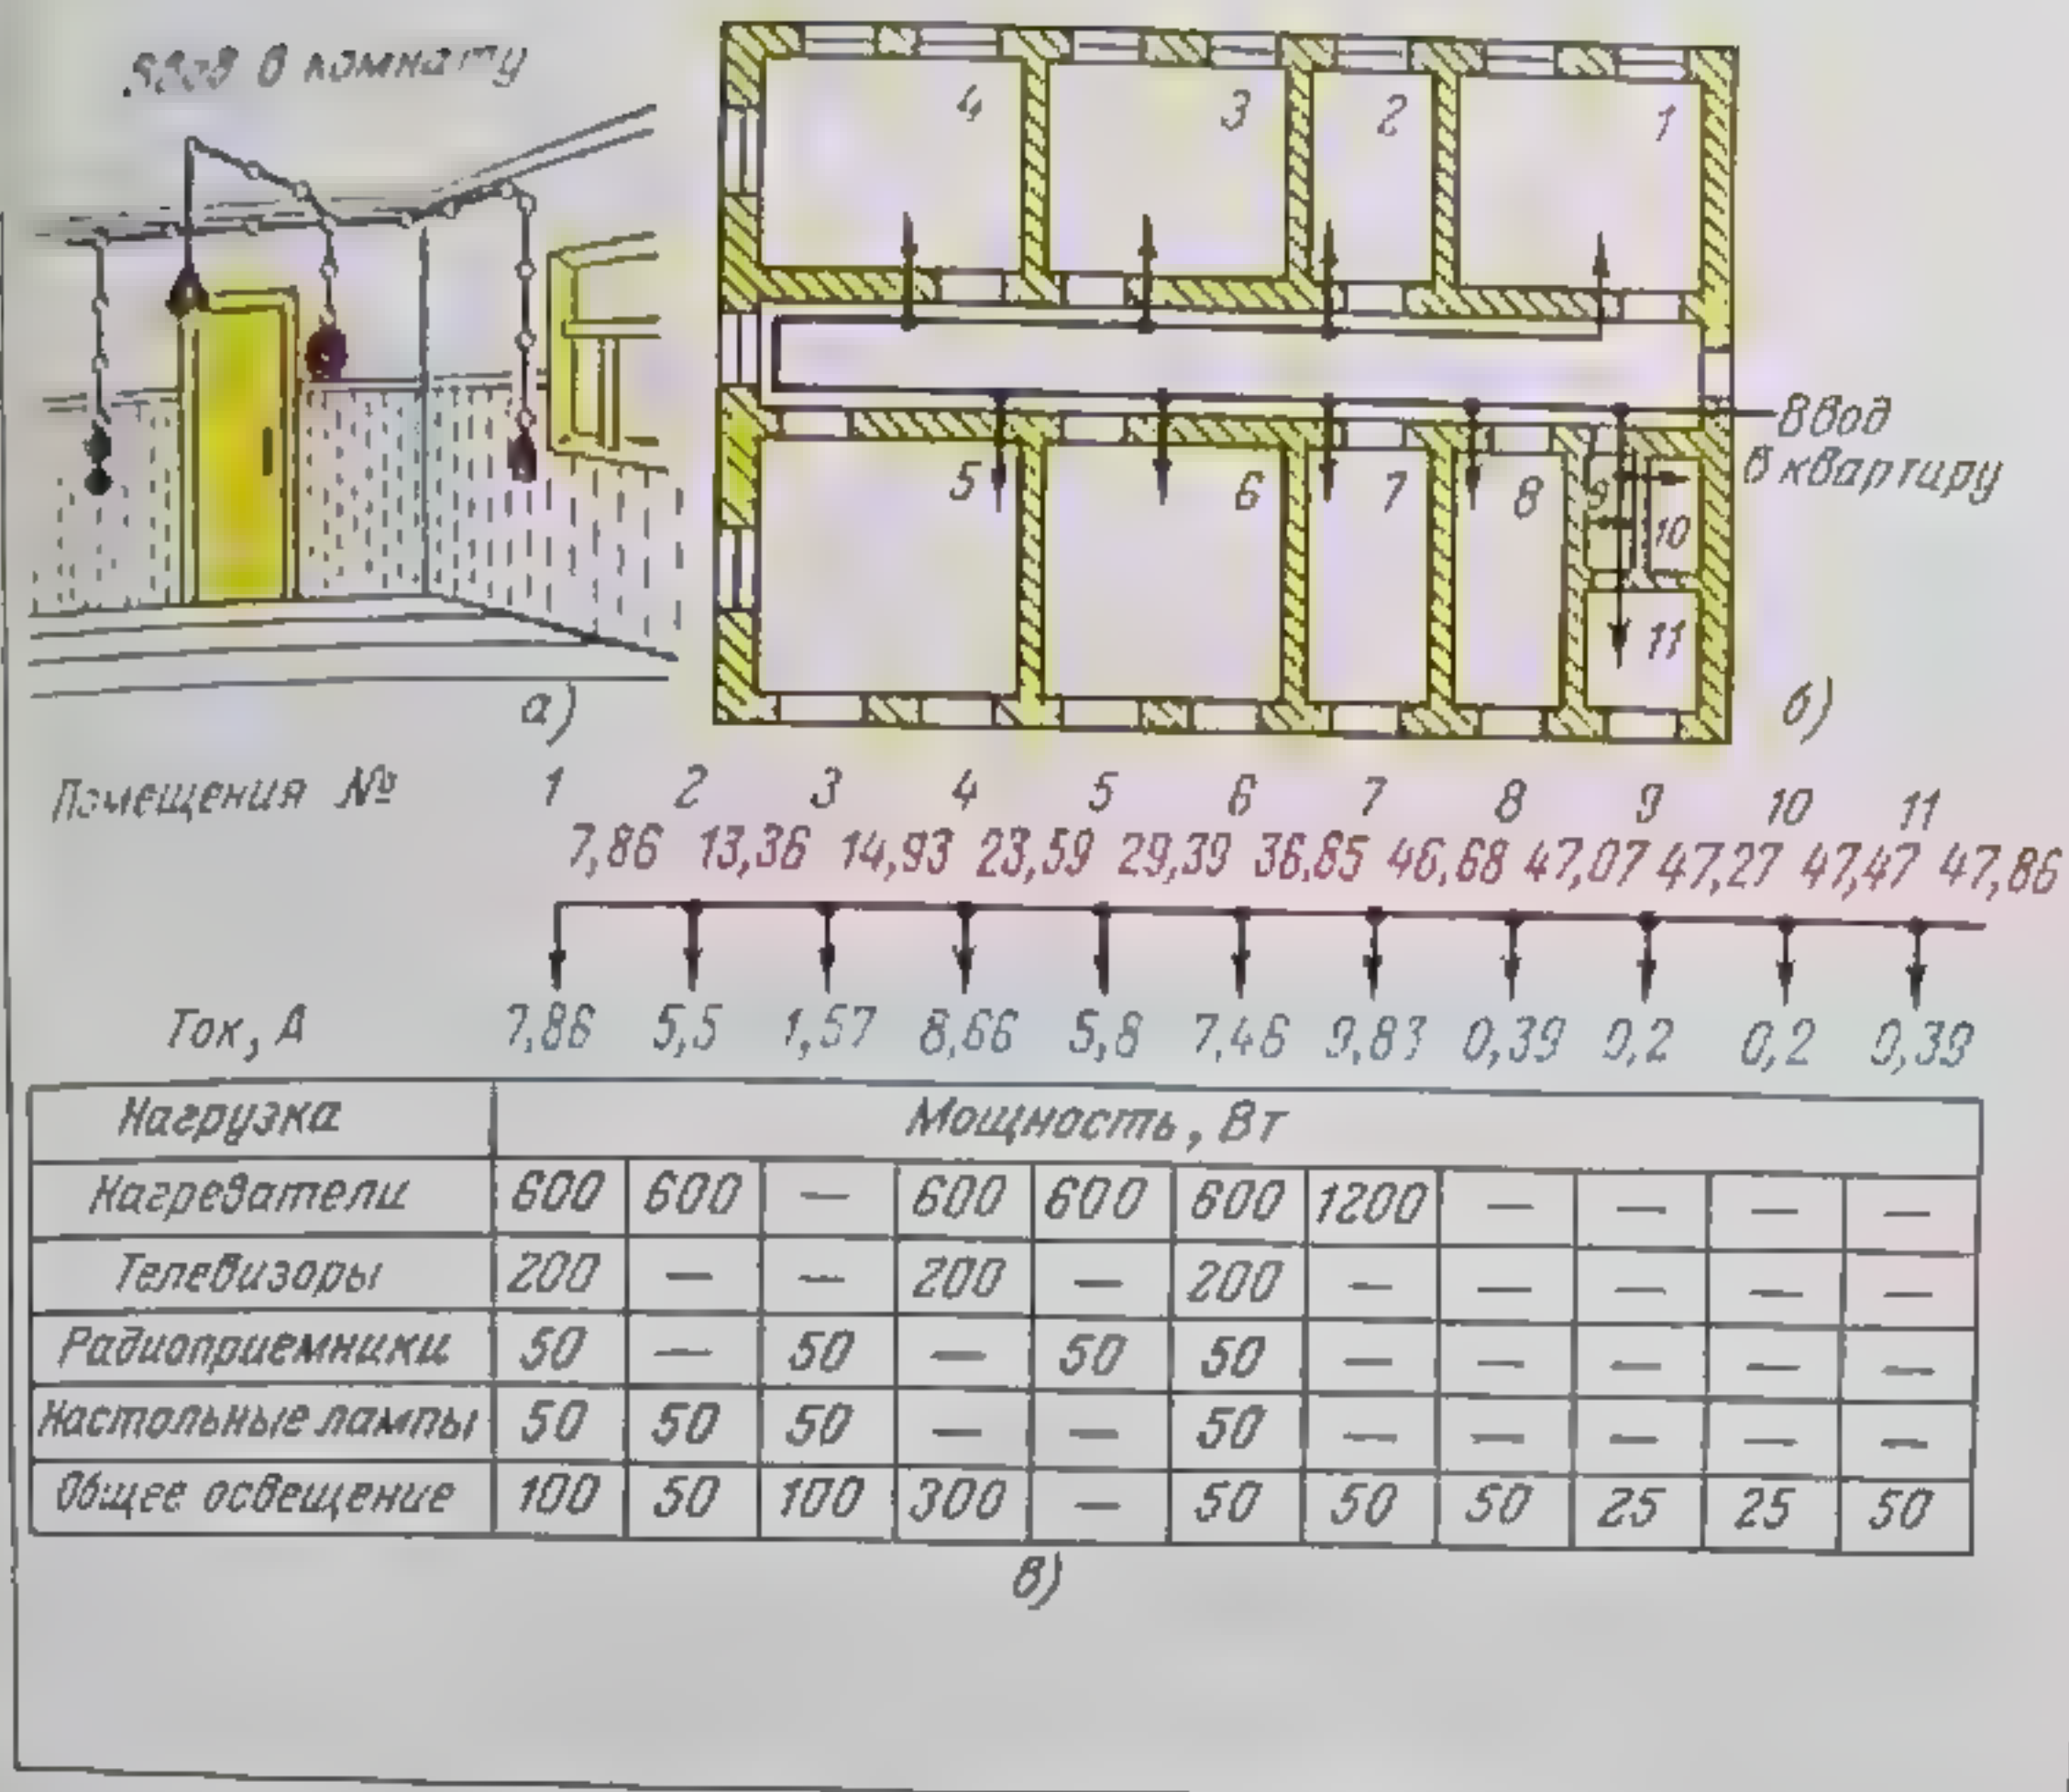 ввод в комнату
4 3 2 1
Ввод
в квартиру
5 6 7 8 9 10
11
а) б)
Помещения № 1 2 3 4 5 6 7 8 9 10 11
7,86 13,36 14,93 23,59 29,39 36,85 46,68 47,07 47,27 47,47 47,86
Ток, А 7,86 5,5 1,57 8,66 5,8 7,46 9,83 0,39 0,2 0,2 0,39
Нагрузка Мощность, Вт
Нагреватели 600 600 — 600 600 600 1200 — — — —
Телевизоры 200 — — 200 — 200 — — — — —
Радиоприемники 50 — 50 — 50 50 — — — — —
Настольные лампы 50 50 50 — — 50 — — — — —
Общее освещение 100 50 100 300 — 50 50 50 25 25 50
в)